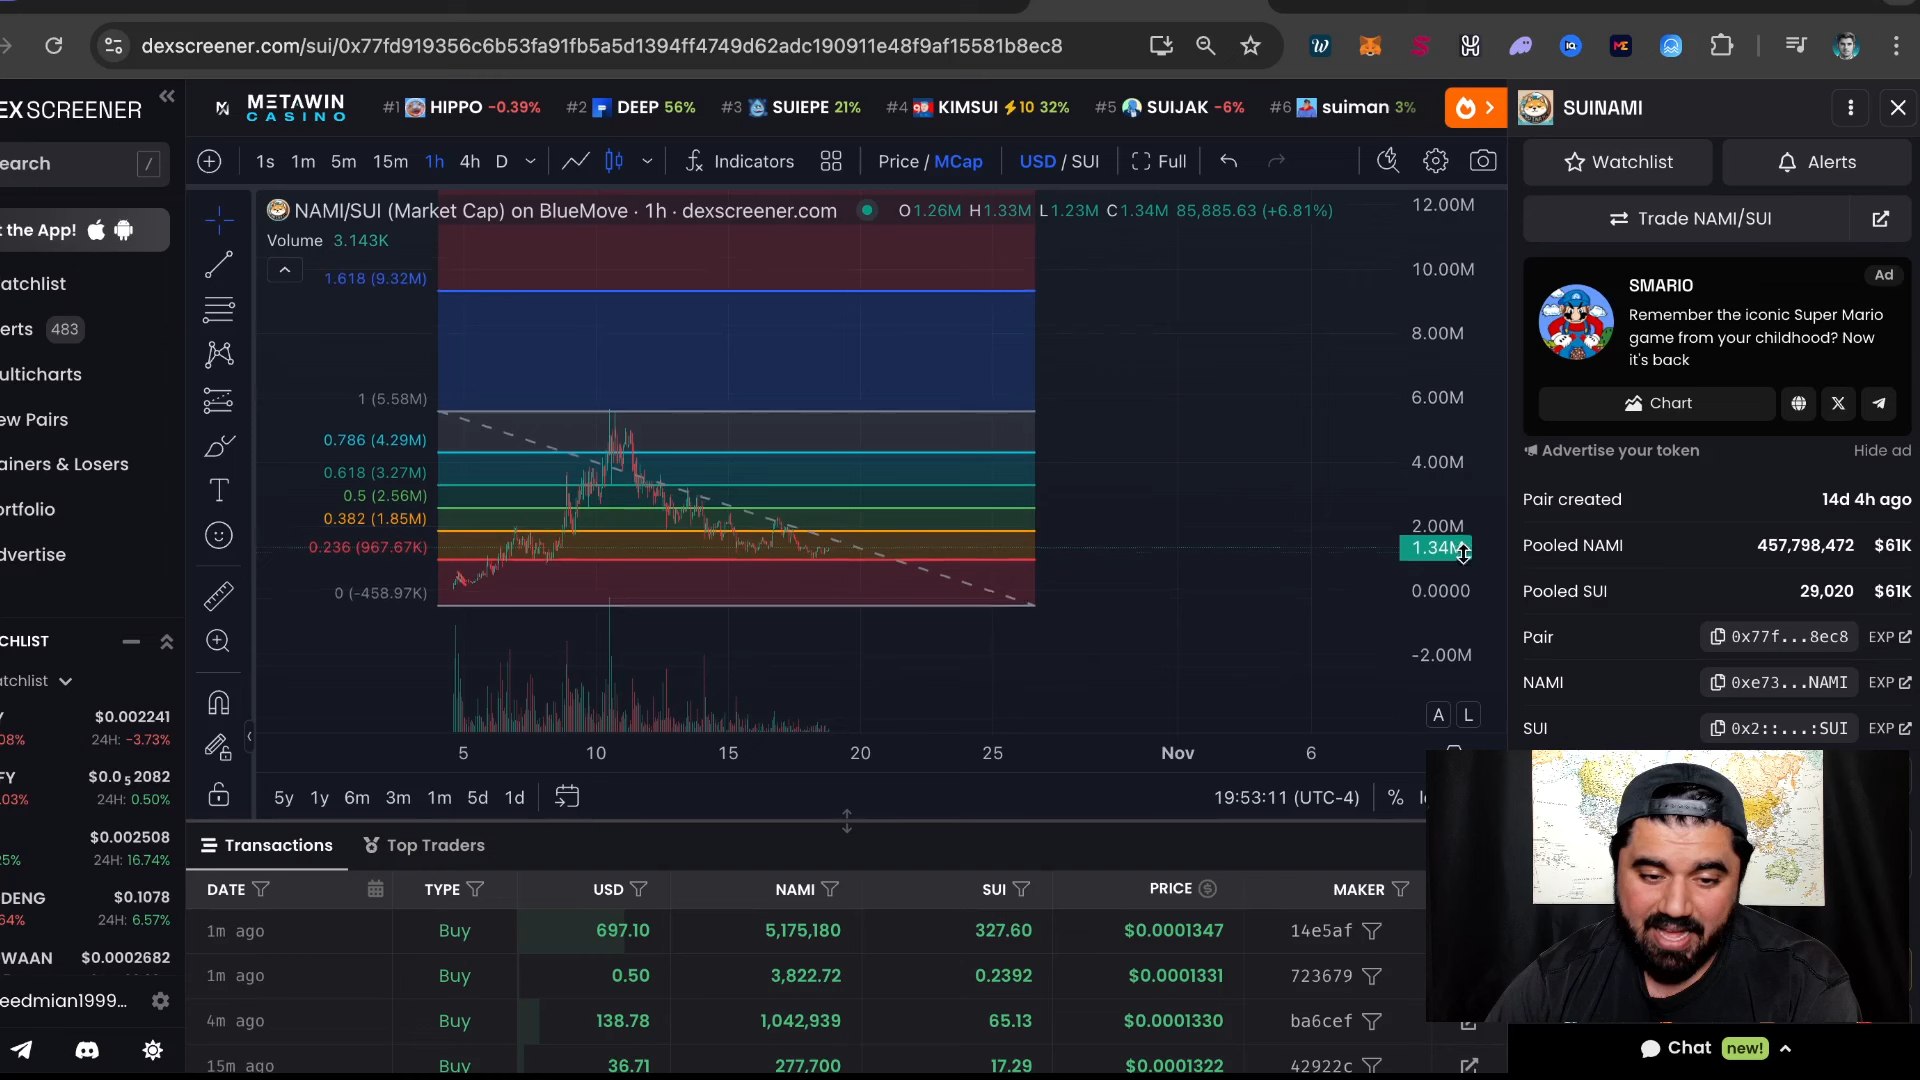 dexscreener.com/sui/0x77fd919356c6b53fa91fb5a5d1394ff4749d62adc190911e48f9af15581b8ec8
EX SCREENER
METAWIN CASINO
#1 HIPPO -0.39% #2 DEEP 56% #3 SUIEPE 21% #4 KIMSUI 10 32% #5 SUIJAK -6% #6 suiman 3%
SUINAMI
earch /
1s 1m 5m 15m 1h 4h D Indicators Price / MCap USD / SUI Full
Watchlist Alerts
t the App!
NAMI/SUI (Market Cap) on BlueMove · 1h · dexscreener.com O1.26M H1.33M L1.23M C1.34M 85,885.63 (+6.81%)
Volume 3.143K
Trade NAMI/SUI
atchlist
erts 483
ulticharts
ew Pairs
ainers & Losers
ortfolio
dvertise
1.618 (9.32M)
1 (5.58M)
0.786 (4.29M)
0.618 (3.27M)
0.5 (2.56M)
0.382 (1.85M)
0.236 (967.67K)
0 (-458.97K)
12.00M
10.00M
8.00M
6.00M
4.00M
2.00M
1.34M
0.0000
-2.00M
A L
5 10 15 20 25 Nov 6
5y 1y 6m 3m 1m 5d 1d 19:53:11 (UTC-4) %
Ad
SMARIO
Remember the iconic Super Mario
game from your childhood? Now
it's back
Chart
Advertise your token Hide ad
Pair created 14d 4h ago
Pooled NAMI 457,798,472 $61K
Pooled SUI 29,020 $61K
Pair 0x77f...8ec8 EXP
NAMI 0xe73...NAMI EXP
SUI 0x2::...:SUI EXP
CHLIST
atchlist
Y $0.002241
08% 24H: -3.73%
FY $0.0₅2082
.03% 24H: 0.50%
$0.002508
25% 24H: 16.74%
DENG $0.1078
64% 24H: 6.57%
WAAN $0.0002682
eedmian1999...
Transactions Top Traders
DATE TYPE USD NAMI SUI PRICE MAKER
1m ago Buy 697.10 5,175,180 327.60 $0.0001347 14e5af
1m ago Buy 0.50 3,822.72 0.2392 $0.0001331 723679
4m ago Buy 138.78 1,042,939 65.13 $0.0001330 ba6cef
15m ago Buy 36.71 277,700 17.29 $0.0001322 42922c
Chat new!